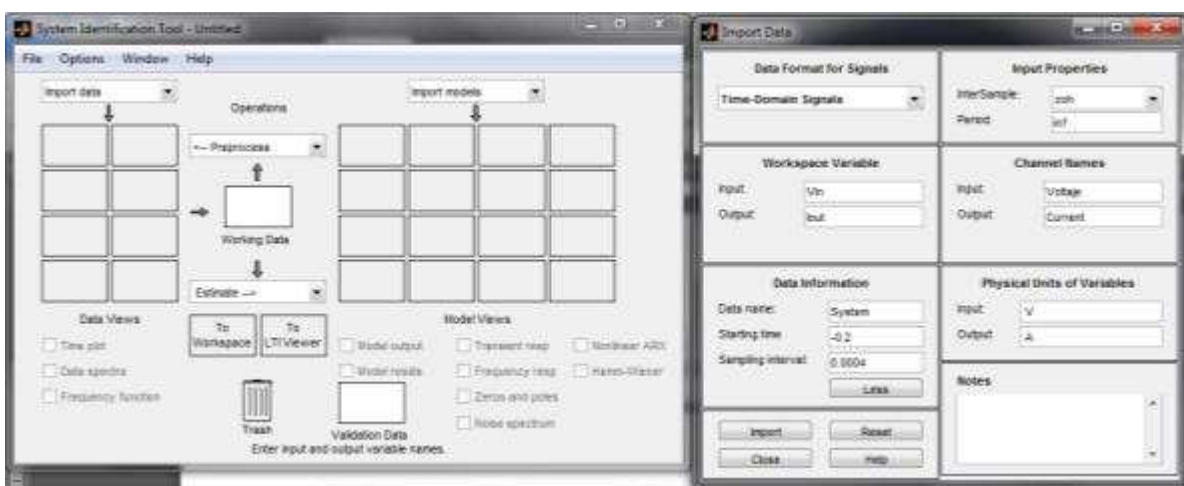 System Identification Tool - Untitled
File Options Window Help
Import data
Import models
Operations
<-- Preprocess
Working Data
Estimate -->
Data Views
To Workspace
To LTI Viewer
Model Views
Time plot
Data spectra
Frequency function
Model output
Transient resp
Nonlinear ARX
Model resids
Frequency resp
Hamm-Wiener
Zeros and poles
Noise spectrum
Trash
Validation Data
Enter input and output variable names.
Import Data
Data Format for Signals
Time-Domain Signals
Workspace Variable
Input: Vin
Output: Iout
Data Information
Data name: System
Starting time -0.2
Sampling interval: 0.0004
Less
Import
Reset
Close
Help
Input Properties
InterSample: zoh
Period: inf
Channel Names
Input: Voltaje
Output: Current
Physical Units of Variables
Input: V
Output: A
Notes